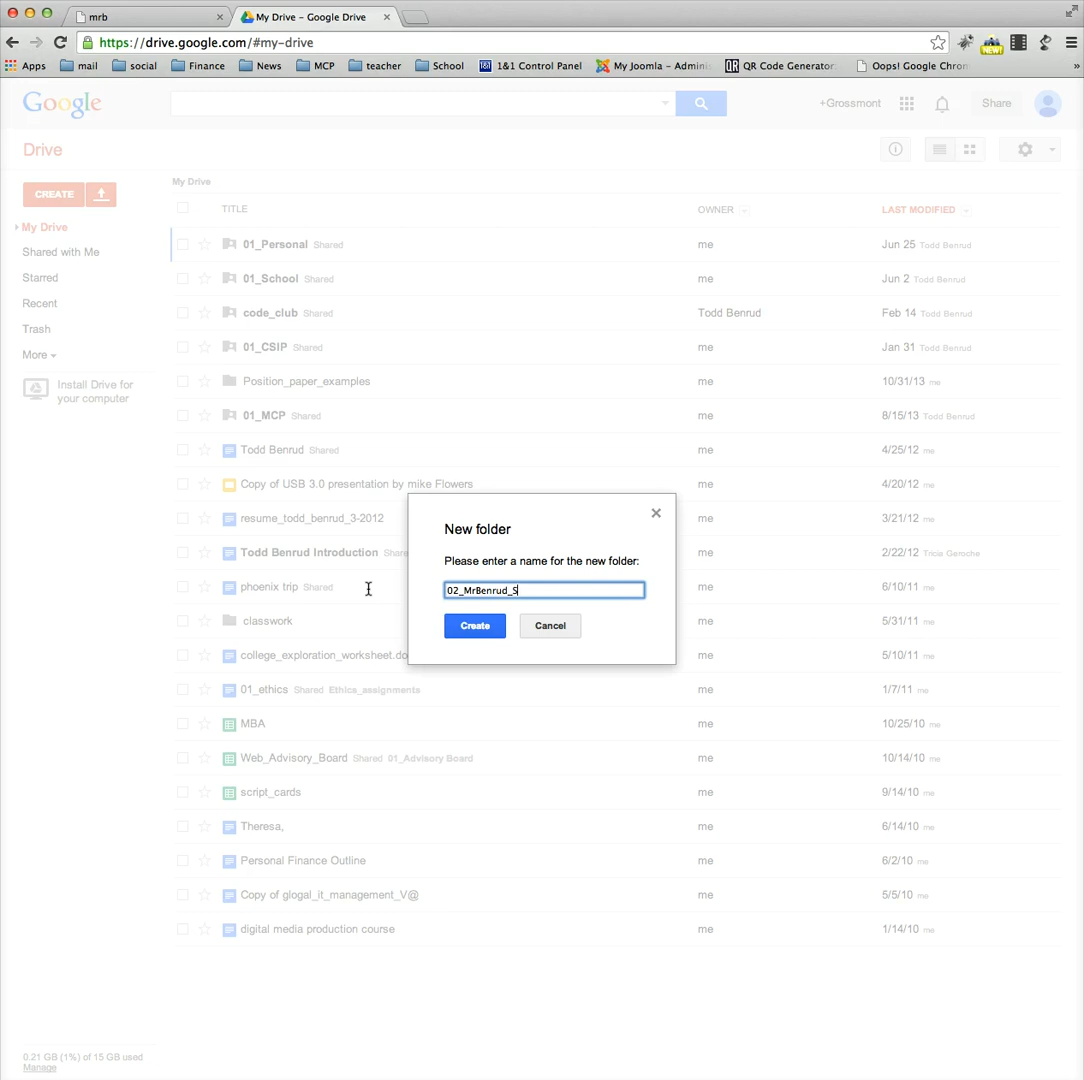 mrb
My Drive - Google Drive
https://drive.google.com/#my-drive
Apps mail social Finance News MCP teacher School 1&1 Control Panel My Joomla - Admini QR Code Generator Oops! Google Chron »
NEW!
Google +Grossmont Share
Drive
CREATE
My Drive
Shared with Me
Starred
Recent
Trash
More
Install Drive for
your computer
My Drive
TITLE OWNER LAST MODIFIED
01_Personal Shared me Jun 25 Todd Benrud
01_School Shared me Jun 2 Todd Benrud
code_club Shared Todd Benrud Feb 14 Todd Benrud
01_CSIP Shared me Jan 31 Todd Benrud
Position_paper_examples me 10/31/13 me
01_MCP Shared me 8/15/13 Todd Benrud
Todd Benrud Shared me 4/25/12 me
Copy of USB 3.0 presentation by mike Flowers me 4/20/12 me
resume_todd_benrud_3-2012 me 3/21/12 me
Todd Benrud Introduction Share me 2/22/12 Tricia Geroche
phoenix trip Shared me 6/10/11 me
classwork me 5/31/11 me
college_exploration_worksheet.do me 5/10/11 me
01_ethics Shared Ethics_assignments me 1/7/11 me
MBA me 10/25/10 me
Web_Advisory_Board Shared 01_Advisory Board me 10/14/10 me
script_cards me 9/14/10 me
Theresa, me 6/14/10 me
Personal Finance Outline me 6/2/10 me
Copy of glogal_it_management_V@ me 5/5/10 me
digital media production course me 1/14/10 me
New folder
Please enter a name for the new folder:
02_MrBenrud_S
Create Cancel
0.21 GB (1%) of 15 GB used
Manage